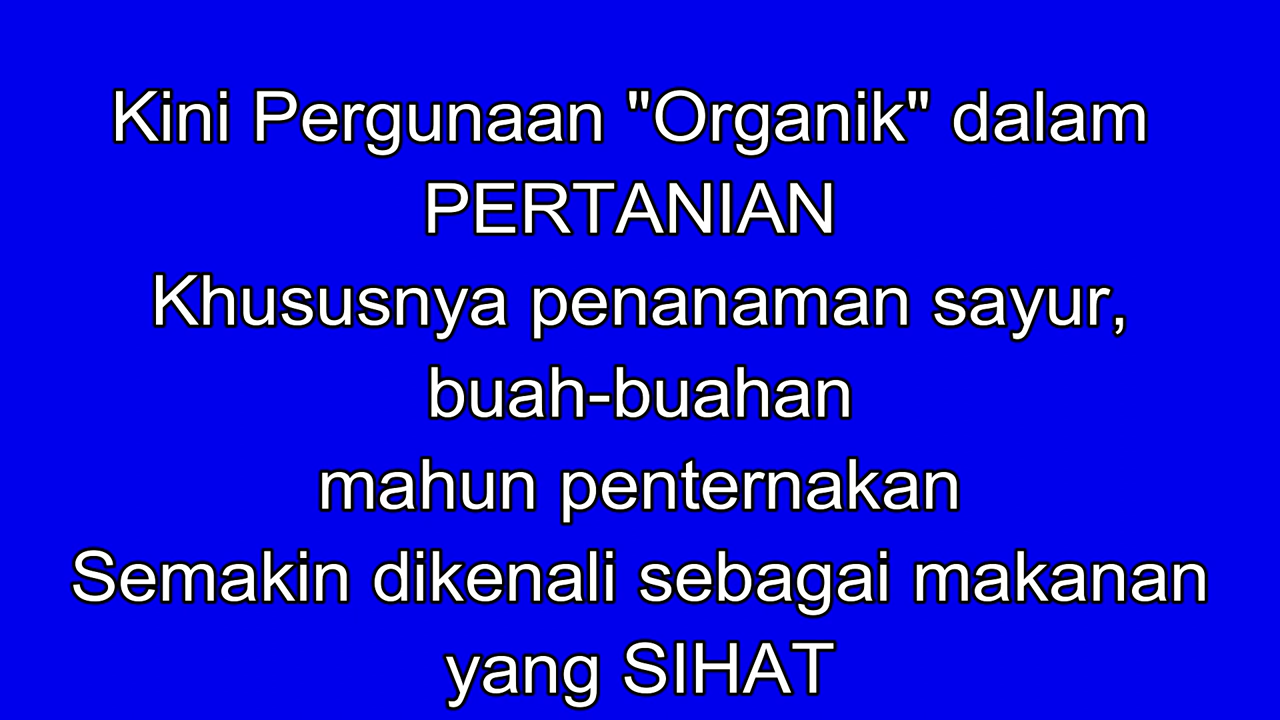 Kini Pergunaan "Organik" dalam
PERTANIAN
Khususnya penanaman sayur,
buah-buahan
mahun penternakan
Semakin dikenali sebagai makanan
yang SIHAT